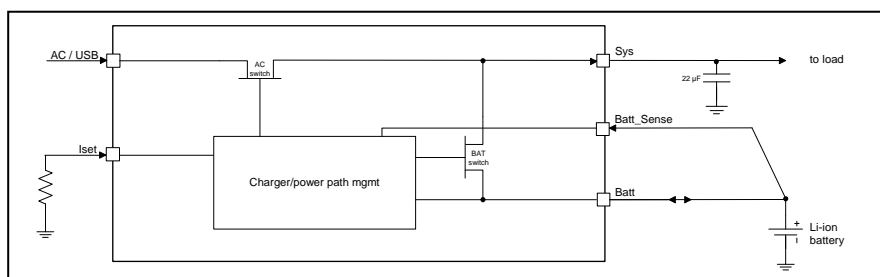 AC / USB
AC
switch
Sys
to load
22 µF
Batt_Sense
Iset
BAT
switch
Charger/power path mgmt
Batt
+
Li-ion
battery